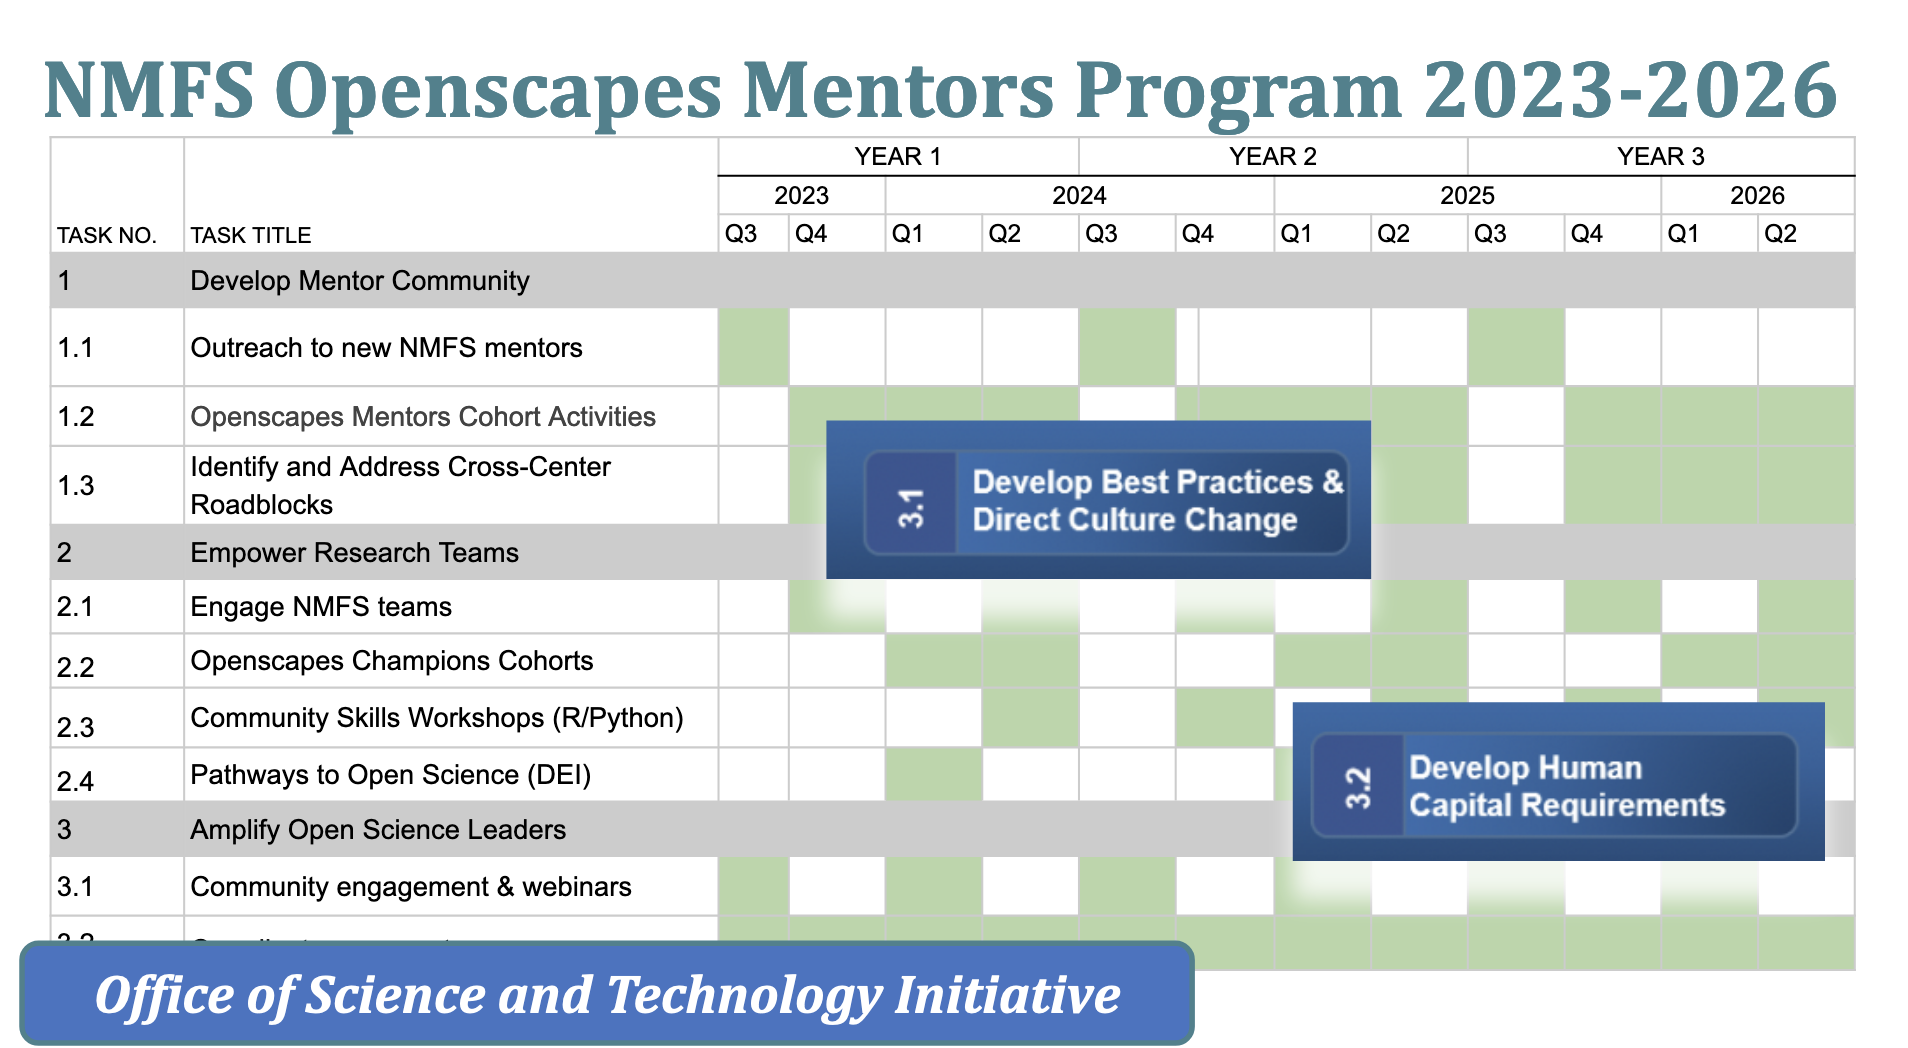 NMFS Openscapes Mentors Program 2023-2026
YEAR 1 YEAR 2 YEAR 3
2023 2024 2025 2026
TASK NO. TASK TITLE Q3 Q4 Q1 Q2 Q3 Q4 Q1 Q2 Q3 Q4 Q1 Q2
1 Develop Mentor Community
1.1 Outreach to new NMFS mentors
1.2 Openscapes Mentors Cohort Activities
1.3 Identify and Address Cross-Center
Roadblocks
3.1 Develop Best Practices &
Direct Culture Change
2 Empower Research Teams
2.1 Engage NMFS teams
2.2 Openscapes Champions Cohorts
2.3 Community Skills Workshops (R/Python)
2.4 Pathways to Open Science (DEI)
3.2 Develop Human
Capital Requirements
3 Amplify Open Science Leaders
3.1 Community engagement & webinars
Office of Science and Technology Initiative